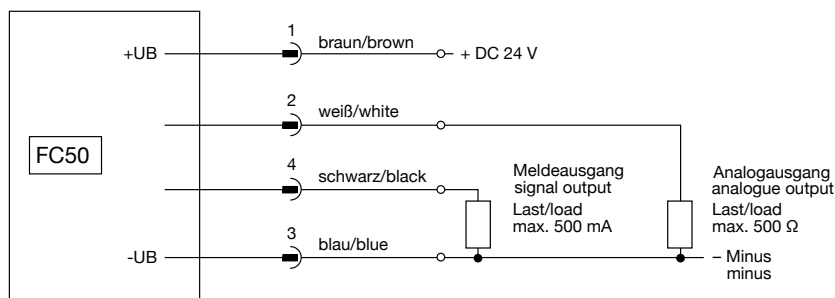 1
+UB braun/brown + DC 24 V
2
weiß/white
FC50
4
schwarz/black
Meldeausgang
signal output
Last/load
max. 500 mA
Analogausgang
analogue output
Last/load
max. 500 Ω
3
-UB blau/blue – Minus
minus